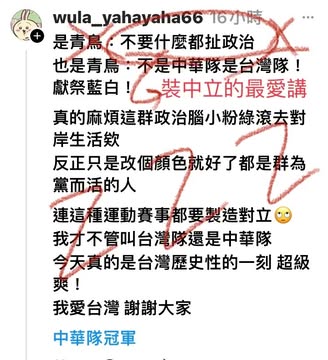 wula_yahayaha66 16小時
是青鳥：不要什麼都扯政治
也是青鳥：不是中華隊是台灣隊！
獻祭藍白！
裝中立的最愛講
真的麻煩這群政治腦小粉綠滾去對
岸生活欸
反正只是改個顏色就好了都是群為
黨而活的人
連這種運動賽事都要製造對立🙄
我才不管叫台灣隊還是中華隊
今天真的是台灣歷史性的一刻 超級
爽！
我愛台灣 謝謝大家
中華隊冠軍
222